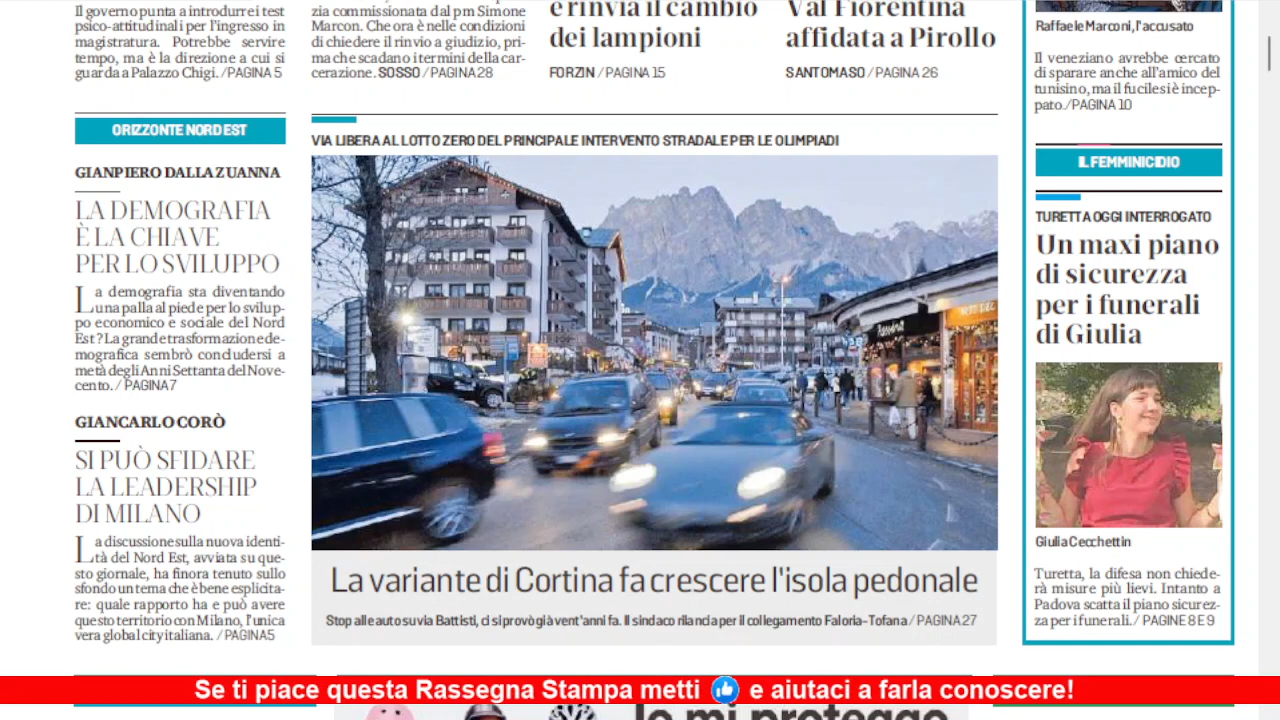 Il governo punta a introdurre i test
psico-attitudinali per l'ingresso in
magistratura. Potrebbe servire
tempo, ma è la direzione a cui si
guarda a Palazzo Chigi. / PAGINA 5
zia commissionata dal pm Simone
Marcon. Che ora è nelle condizioni
di chiedere il rinvio a giudizio, pri-
ma che scadano i termini della car-
cerazione. SOSSO / PAGINA 28
e rinvia il cambio
dei lampioni
FORZIN / PAGINA 15
Val Fiorentina
affidata a Pirollo
SANTOMASO / PAGINA 26
Raffaele Marconi, l'accusato
Il veneziano avrebbe cercato
di sparare anche all'amico del
tunisino, ma il fucile si è incep-
pato. / PAGINA 10
ORIZZONTE NORD EST
GIANPIERO DALLA ZUANNA
LA DEMOGRAFIA
È LA CHIAVE
PER LO SVILUPPO
La demografia sta diventando
una palla al piede per lo svilup-
po economico e sociale del Nord
Est? La grande trasformazione de-
mografica sembrò concludersi a
metà degli Anni Settanta del Nove-
cento. / PAGINA 7
GIANCARLO CORÒ
SI PUÒ SFIDARE
LA LEADERSHIP
DI MILANO
La discussione sulla nuova identi-
tà del Nord Est, avviata su que-
sto giornale, ha finora tenuto sullo
sfondo un tema che è bene esplicita-
re: quale rapporto ha e può avere
questo territorio con Milano, l'unica
vera global city italiana. / PAGINA 5
VIA LIBERA AL LOTTO ZERO DEL PRINCIPALE INTERVENTO STRADALE PER LE OLIMPIADI
La variante di Cortina fa crescere l'isola pedonale
Stop alle auto su via Battisti, ci si provò già vent'anni fa. Il sindaco rilancia per il collegamento Faloria-Tofana / PAGINA 27
IL FEMMINICIDIO
TURETTA OGGI INTERROGATO
Un maxi piano
di sicurezza
per i funerali
di Giulia
Giulia Cecchettin
Turetta, la difesa non chiede-
rà misure più lievi. Intanto a
Padova scatta il piano sicurez-
za per i funerali. / PAGINE 8 E 9
Se ti piace questa Rassegna Stampa metti e aiutaci a farla conoscere!
Io mi proteggo